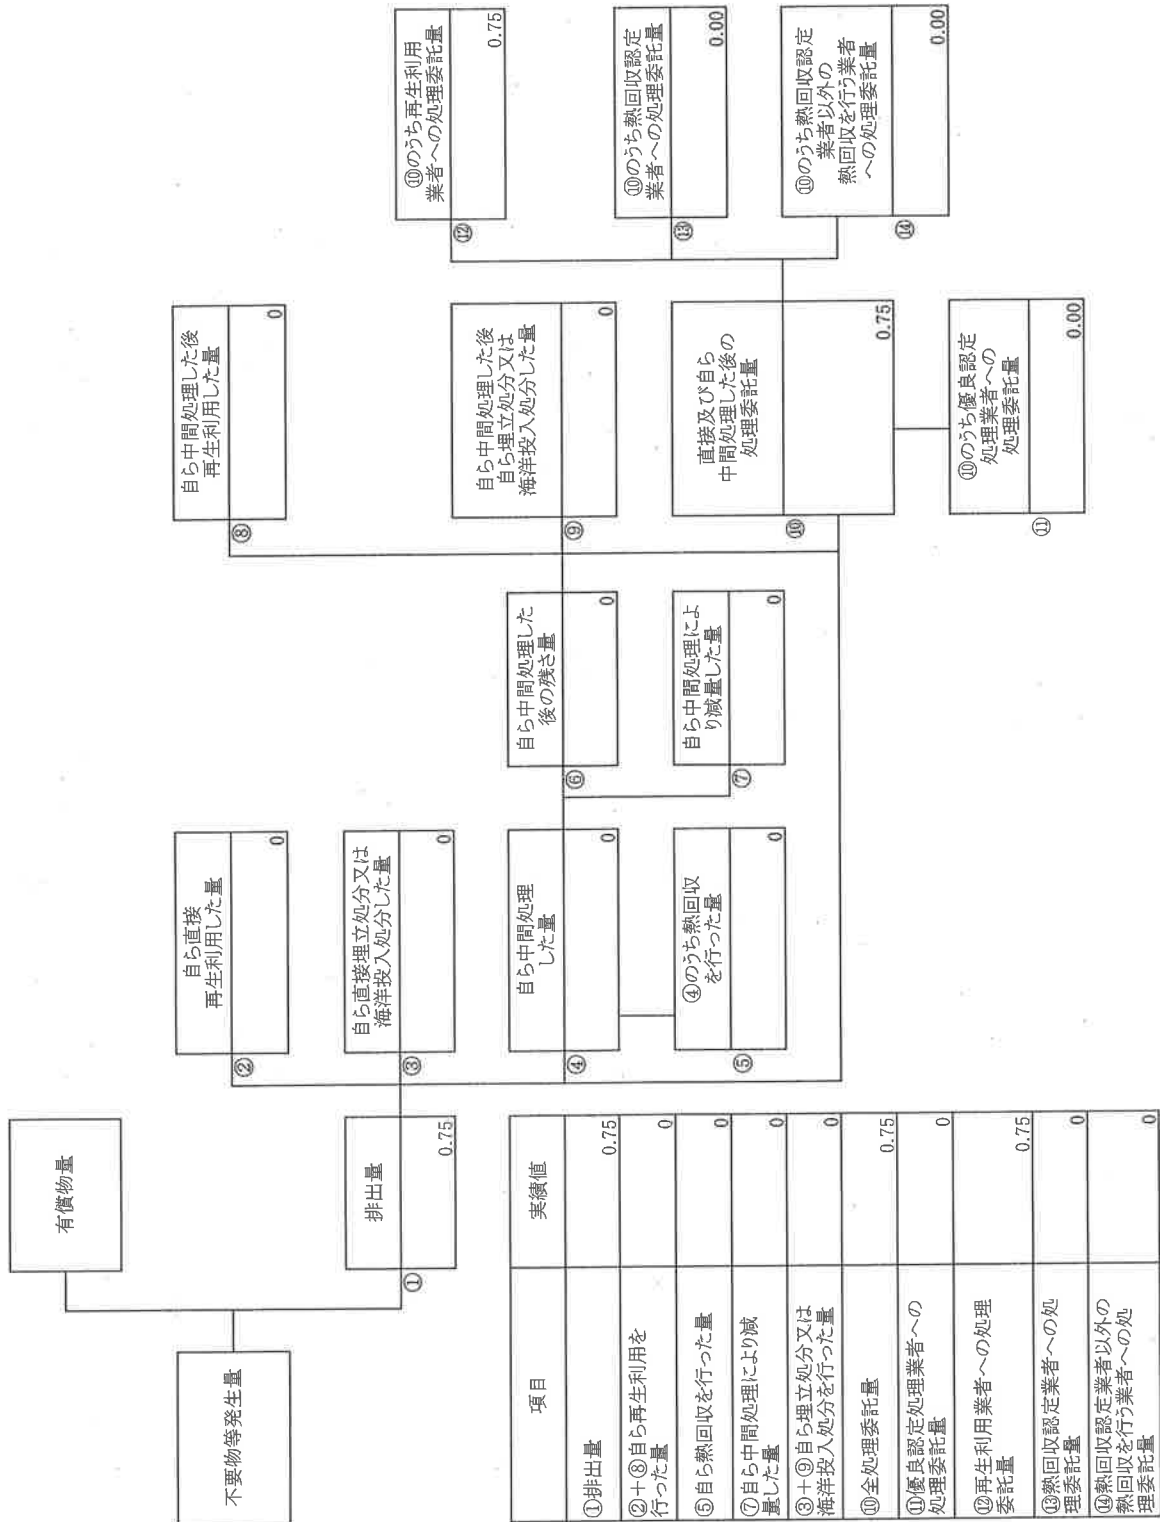 不要物等発生量
有償物量
排出量
①
0.75
自ら直接
再生利用した量
②
0
自ら直接埋立処分又は
海洋投入処分した量
③
0
自ら中間処理
した量
④
0
④のうち熱回収
を行った量
⑤
0
自ら中間処理した
後の残さ量
⑥
0
自ら中間処理によ
り減量した量
⑦
0
自ら中間処理した後
再生利用した量
⑧
0
自ら中間処理した後
自ら埋立処分又は
海洋投入処分した量
⑨
0
直接及び自ら
中間処理した後の
処理委託量
⑩
0.75
⑩のうち優良認定
処理業者への
処理委託量
⑪
0.00
⑩のうち再生利用
業者への処理委託量
⑫
0.75
⑩のうち熱回収認定
業者への処理委託量
⑬
0.00
⑩のうち熱回収認定
業者以外の
熱回収を行う業者
への処理委託量
⑭
0.00
項目 実績値
①排出量 0.75
②+⑧自ら再生利用を
行った量 0
⑤自ら熱回収を行った量 0
⑦自ら中間処理により減
量した量 0
③+⑨自ら埋立処分又は
海洋投入処分を行った量 0
⑩全処理委託量 0.75
⑪優良認定処理業者への
処理委託量 0
⑫再生利用業者への処理
委託量 0.75
⑬熱回収認定業者への処
理委託量 0
⑭熱回収認定業者以外の
熱回収を行う業者への処
理委託量 0